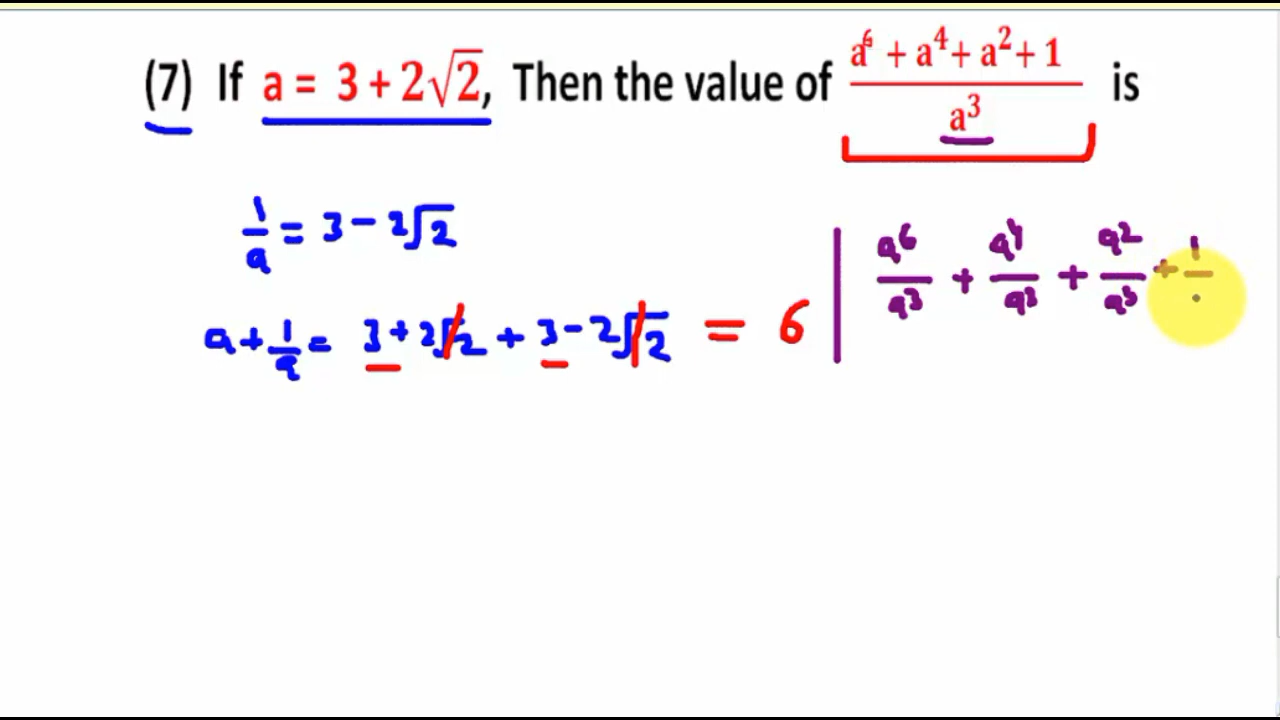 (7) If a = 3 + 2√2, Then the value of (a⁶ + a⁴ + a² + 1)/a³ is
1/a = 3 - 2√2
a + 1/a = 3 + 2√2 + 3 - 2√2 = 6
a⁶/a³ + a⁴/a³ + a²/a³ + 1/